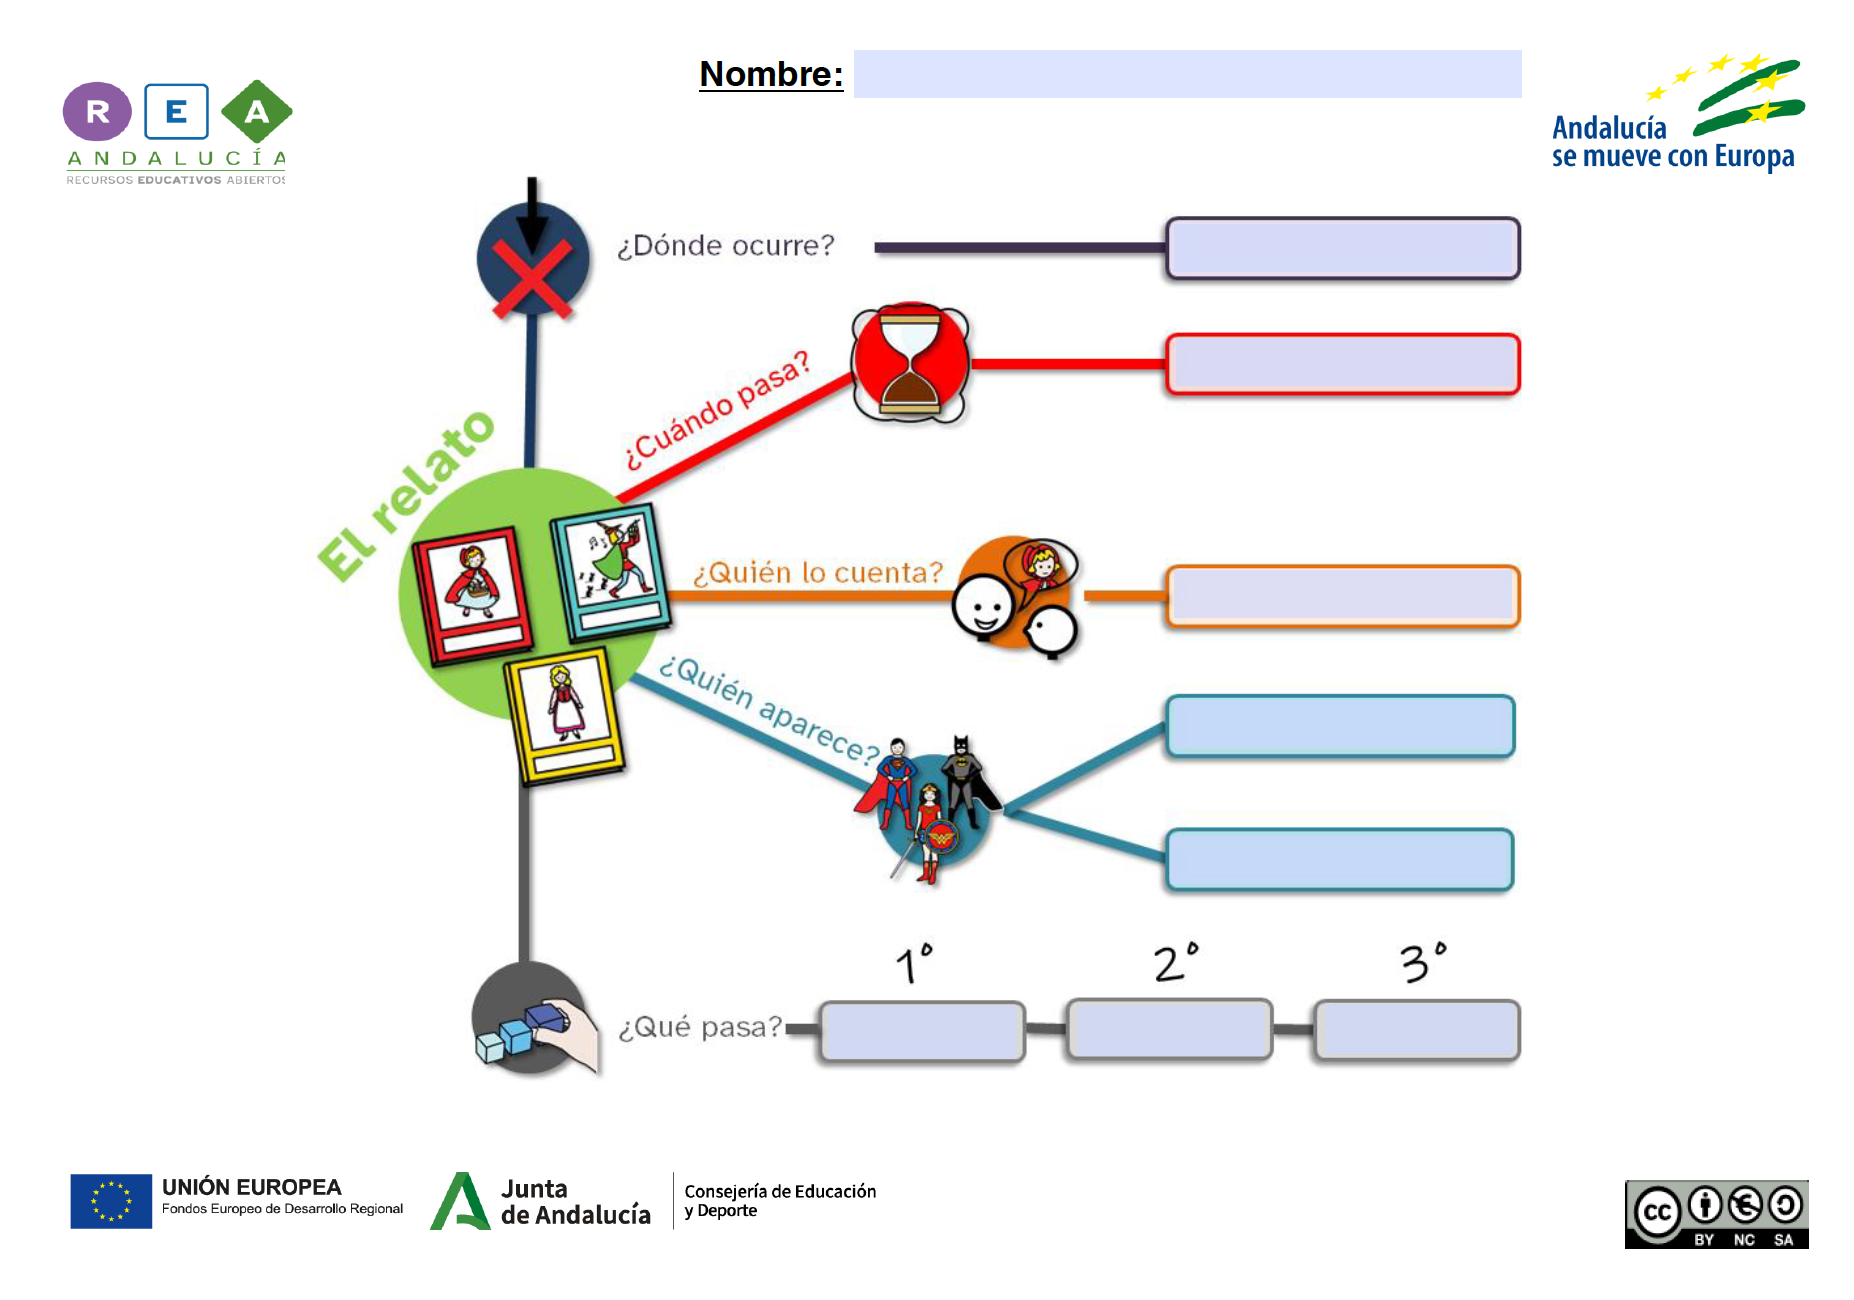 Nombre:
R E A
ANDALUCÍA
RECURSOS EDUCATIVOS ABIERTOS
Andalucía
se mueve con Europa
¿Dónde ocurre?
¿Cuándo pasa?
El relato
¿Quién lo cuenta?
¿Quién aparece?
1º 2º 3º
¿Qué pasa?
UNIÓN EUROPEA
Fondos Europeo de Desarrollo Regional
Junta
de Andalucía
Consejería de Educación
y Deporte
cc
BY NC SA